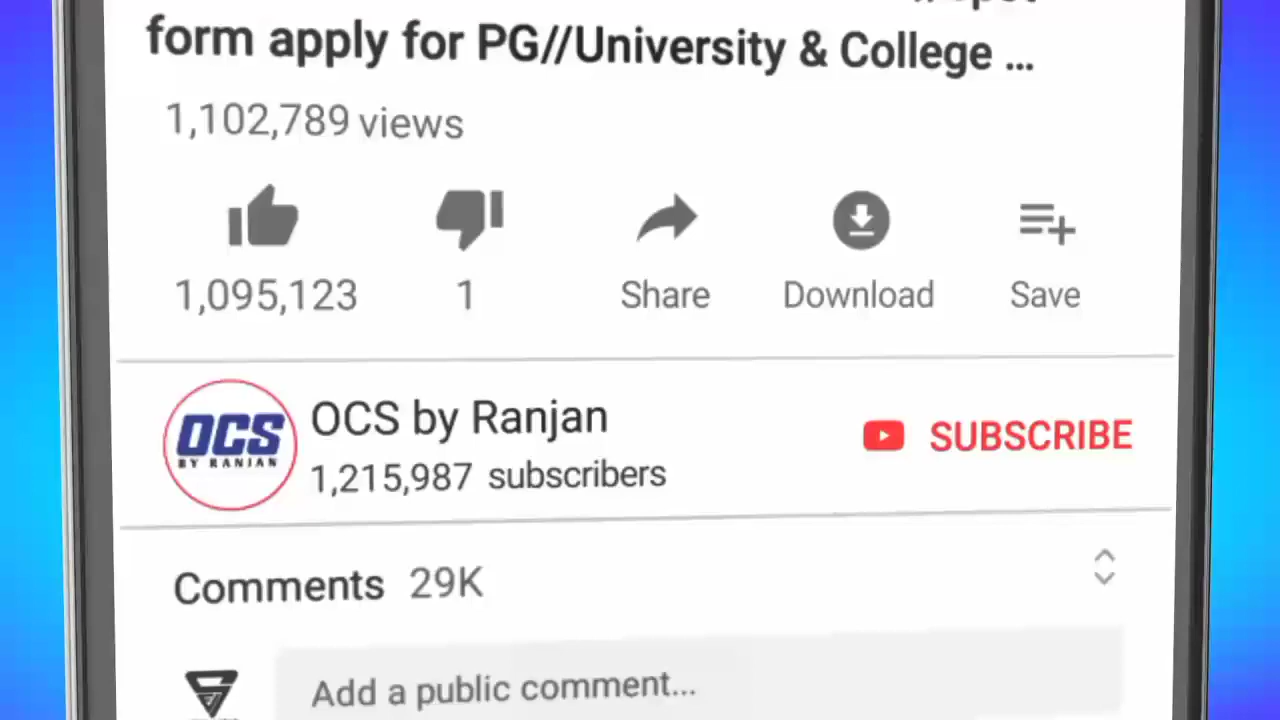 form apply for PG//University & College ...
1,102,789 views
1,095,123
1
Share
Download
Save
OCS
BY RANJAN
OCS by Ranjan
1,215,987 subscribers
SUBSCRIBE
Comments 29K
Add a public comment...